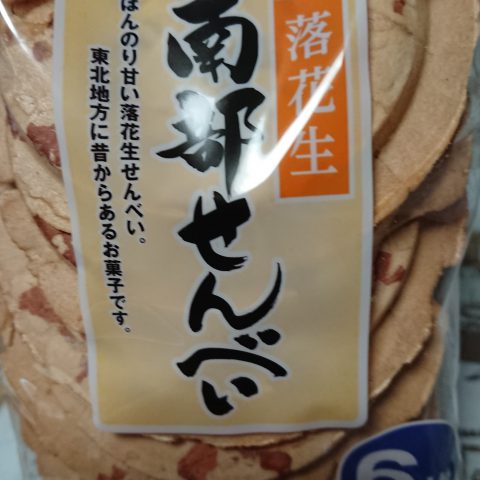 落花生
南部せんべい
ほんのり甘い落花生せんべい。
東北地方に昔からあるお菓子です。
6